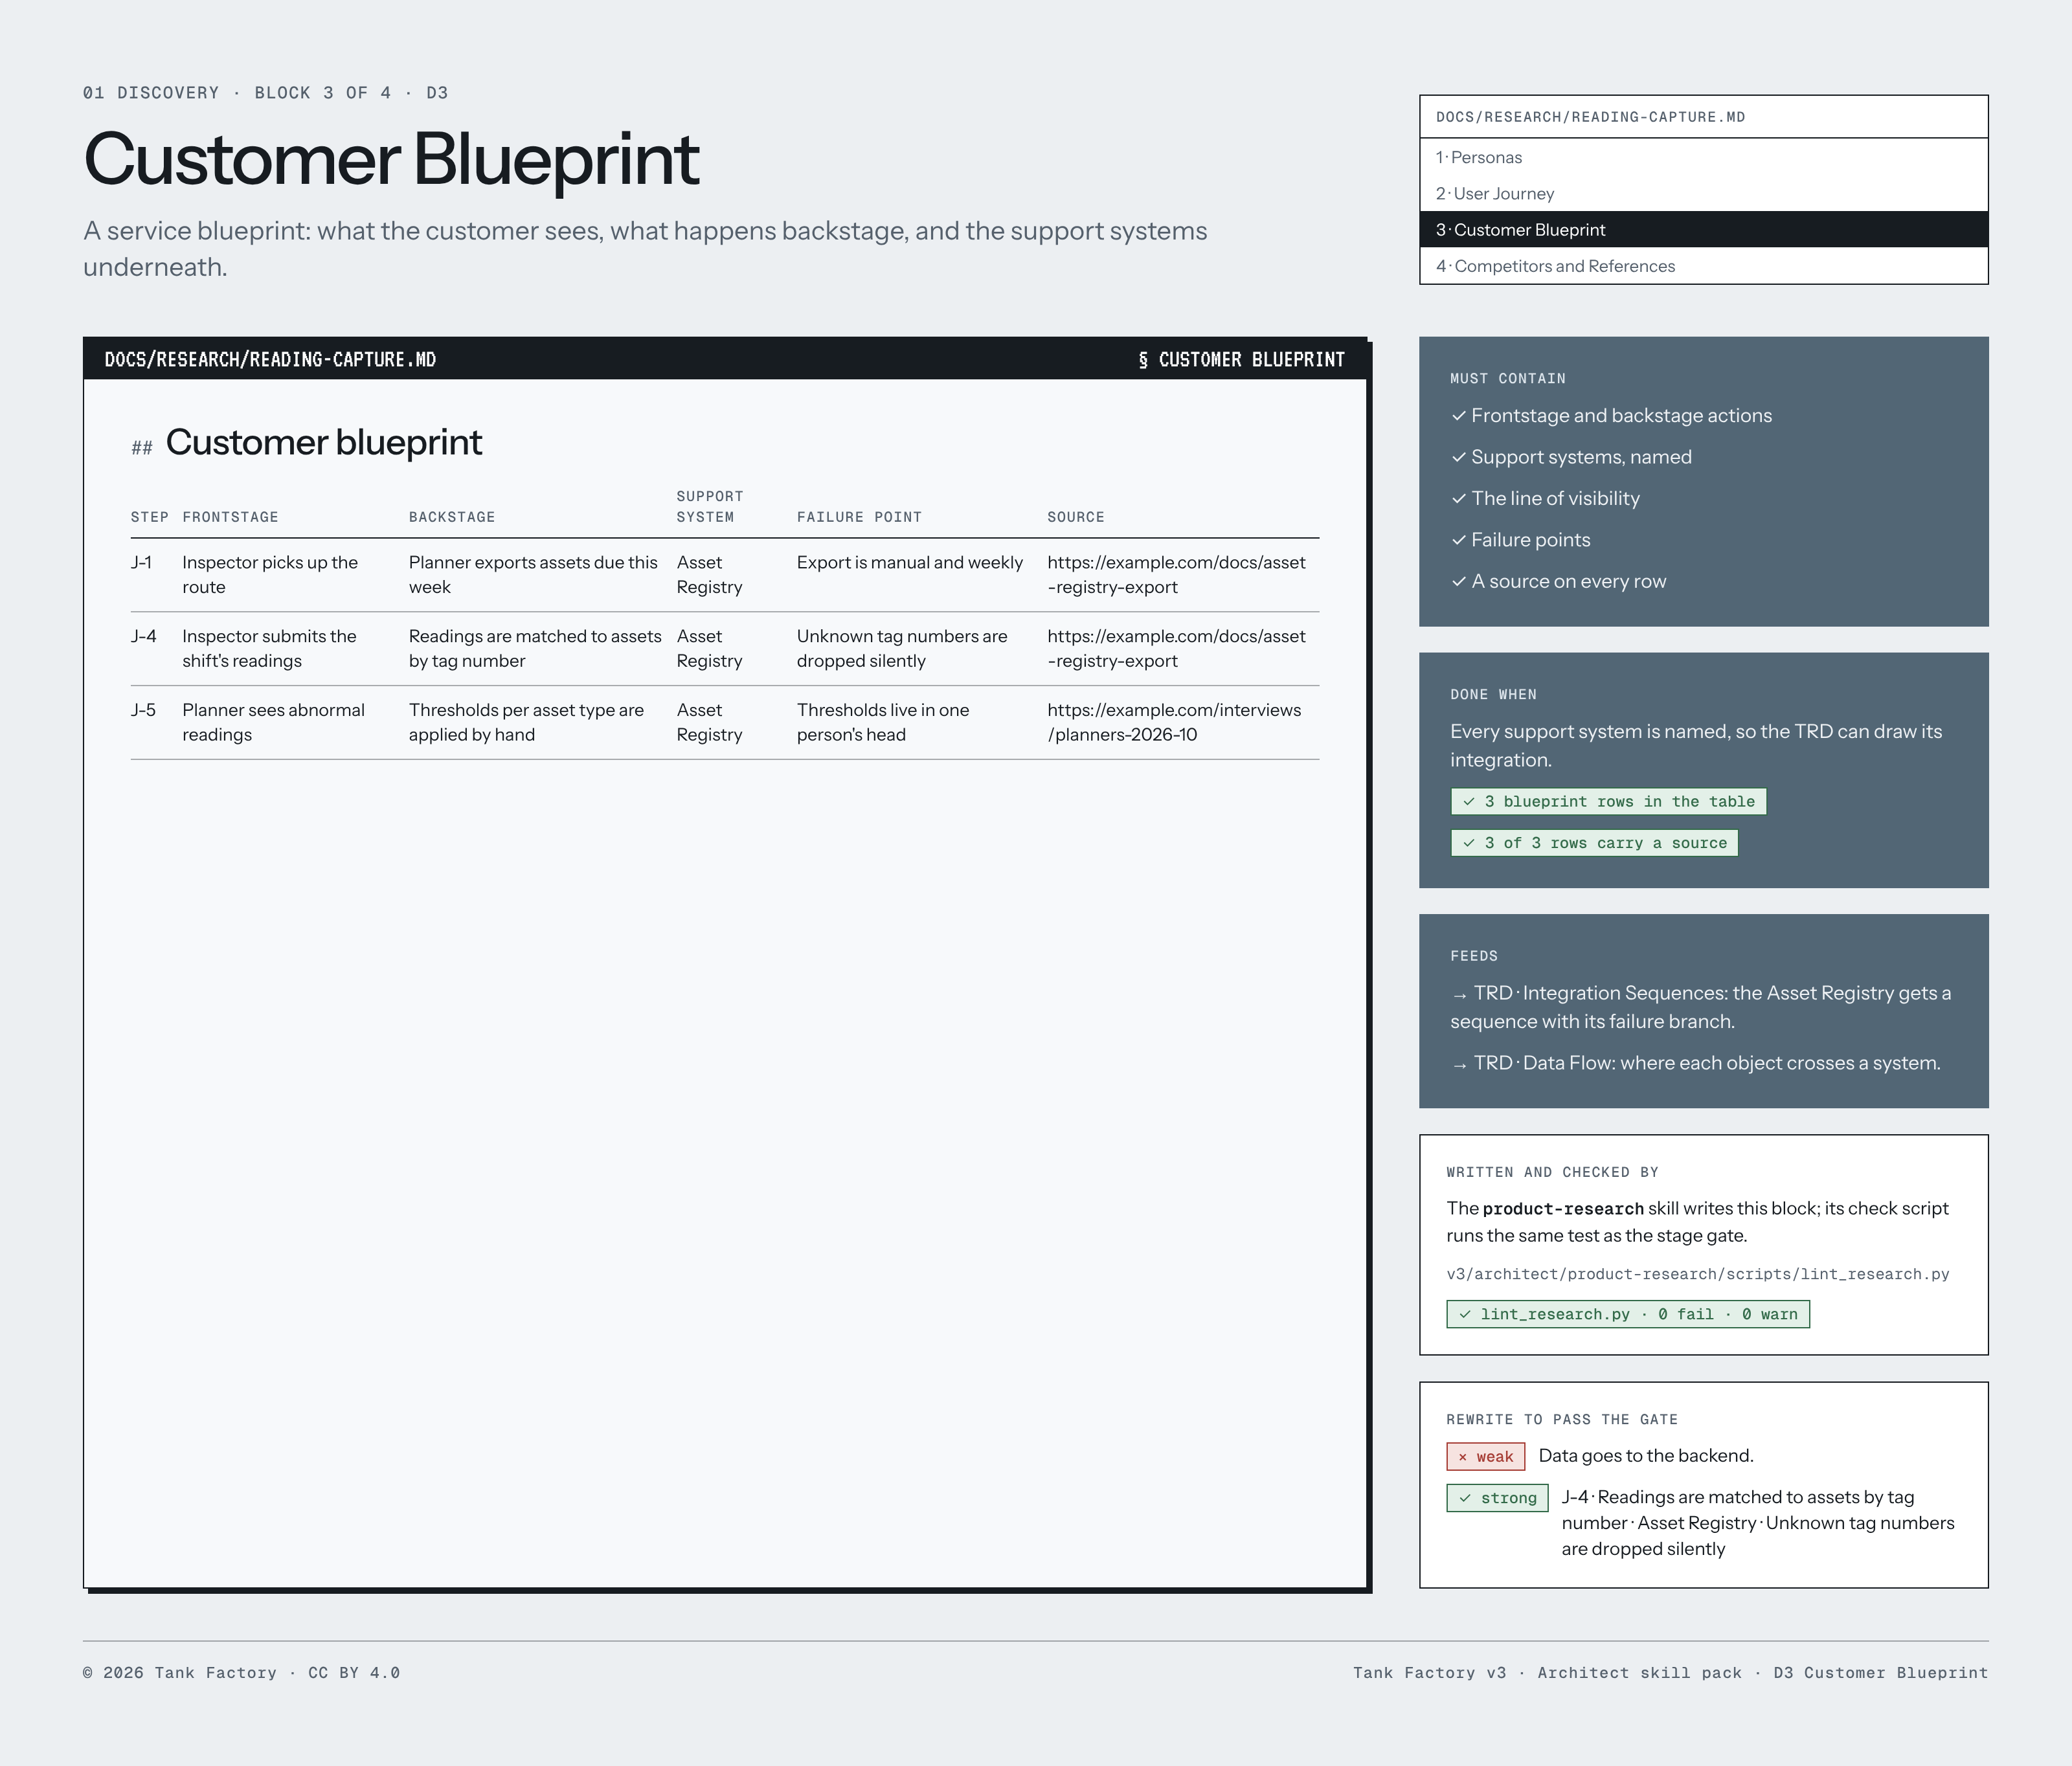 01 DISCOVERY · BLOCK 3 OF 4 · D3
Customer Blueprint
A service blueprint: what the customer sees, what happens backstage, and the support systems
underneath.
DOCS/RESEARCH/READING-CAPTURE.MD
1 · Personas
2 · User Journey
3 · Customer Blueprint
4 · Competitors and References
DOCS/RESEARCH/READING-CAPTURE.MD § CUSTOMER BLUEPRINT
## Customer blueprint
STEP FRONTSTAGE BACKSTAGE SUPPORT SYSTEM FAILURE POINT SOURCE
J-1 Inspector picks up the route Planner exports assets due this week Asset Registry Export is manual and weekly https://example.com/docs/asset-registry-export
J-4 Inspector submits the shift's readings Readings are matched to assets by tag number Asset Registry Unknown tag numbers are dropped silently https://example.com/docs/asset-registry-export
J-5 Planner sees abnormal readings Thresholds per asset type are applied by hand Asset Registry Thresholds live in one person's head https://example.com/interviews/planners-2026-10
MUST CONTAIN
✓ Frontstage and backstage actions
✓ Support systems, named
✓ The line of visibility
✓ Failure points
✓ A source on every row
DONE WHEN
Every support system is named, so the TRD can draw its
integration.
✓ 3 blueprint rows in the table
✓ 3 of 3 rows carry a source
FEEDS
→ TRD · Integration Sequences: the Asset Registry gets a
sequence with its failure branch.
→ TRD · Data Flow: where each object crosses a system.
WRITTEN AND CHECKED BY
The product-research skill writes this block; its check script
runs the same test as the stage gate.
v3/architect/product-research/scripts/lint_research.py
✓ lint_research.py · 0 fail · 0 warn
REWRITE TO PASS THE GATE
× weak Data goes to the backend.
✓ strong J-4 · Readings are matched to assets by tag
number · Asset Registry · Unknown tag numbers
are dropped silently
© 2026 Tank Factory · CC BY 4.0
Tank Factory v3 · Architect skill pack · D3 Customer Blueprint